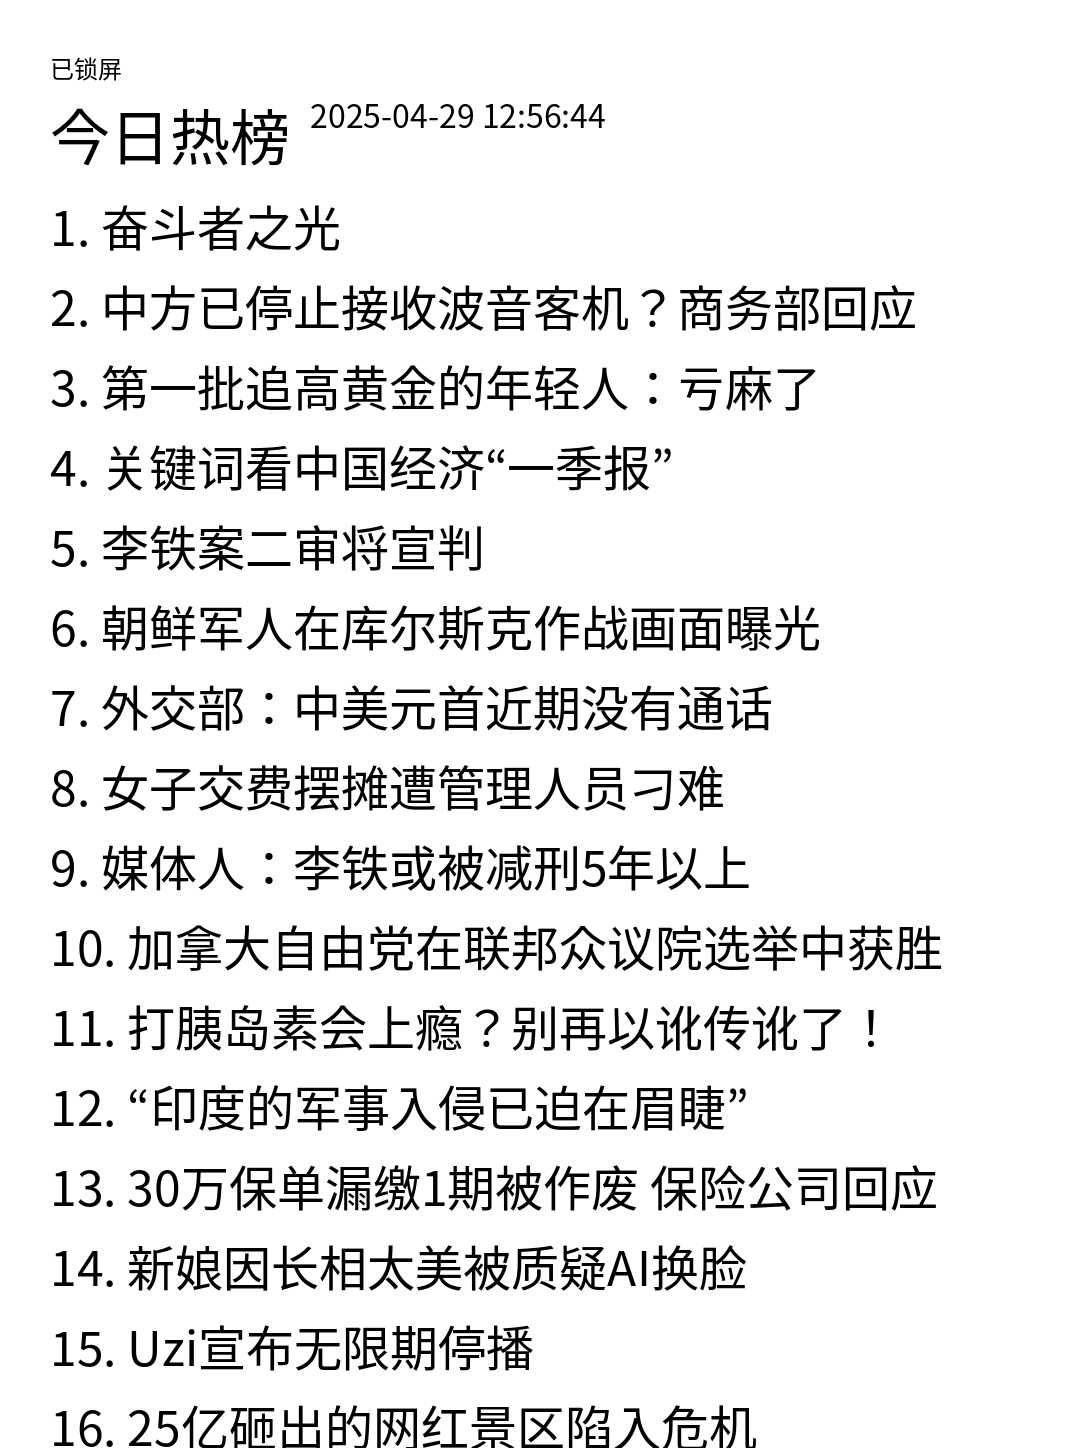 已锁屏
今日热榜 2025-04-29 12:56:44
1. 奋斗者之光
2. 中方已停止接收波音客机？商务部回应
3. 第一批追高黄金的年轻人：亏麻了
4. 关键词看中国经济“一季报”
5. 李铁案二审将宣判
6. 朝鲜军人在库尔斯克作战画面曝光
7. 外交部：中美元首近期没有通话
8. 女子交费摆摊遭管理人员刁难
9. 媒体人：李铁或被减刑5年以上
10. 加拿大自由党在联邦众议院选举中获胜
11. 打胰岛素会上瘾？别再以讹传讹了！
12. “印度的军事入侵已迫在眉睫”
13. 30万保单漏缴1期被作废 保险公司回应
14. 新娘因长相太美被质疑AI换脸
15. Uzi宣布无限期停播
16. 25亿砸出的网红景区陷入危机